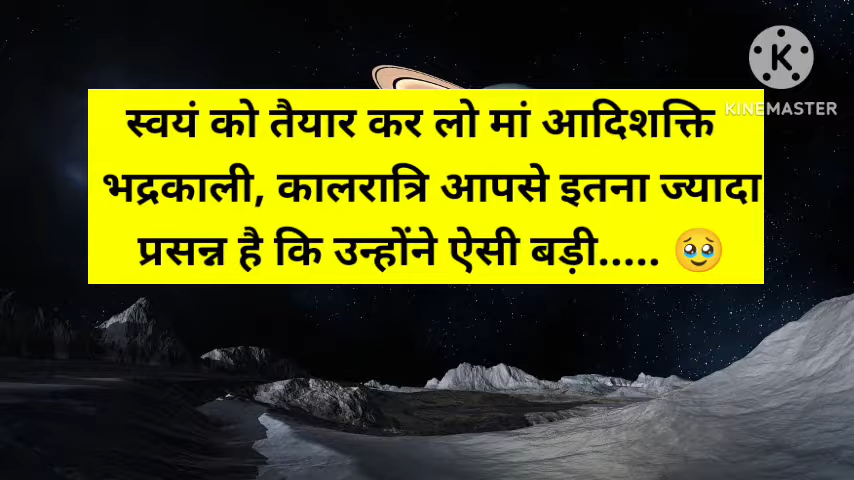 स्वयं को तैयार कर लो मां आदिशक्ति
भद्रकाली, कालरात्रि आपसे इतना ज्यादा
प्रसन्न है कि उन्होंने ऐसी बड़ी..... 🥹
K
KINEMASTER